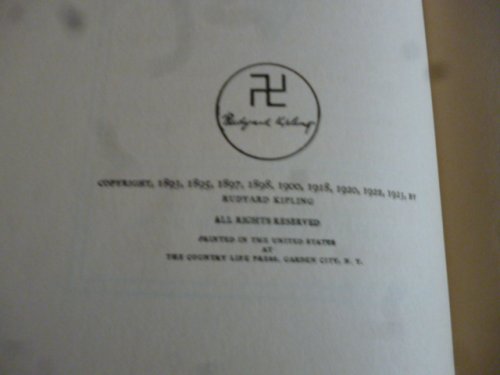 Rudyard Kipling
COPYRIGHT, 1893, 1895, 1897, 1898, 1900, 1918, 1920, 1922, 1923, BY
RUDYARD KIPLING
ALL RIGHTS RESERVED
PRINTED IN THE UNITED STATES
AT
THE COUNTRY LIFE PRESS, GARDEN CITY, N. Y.